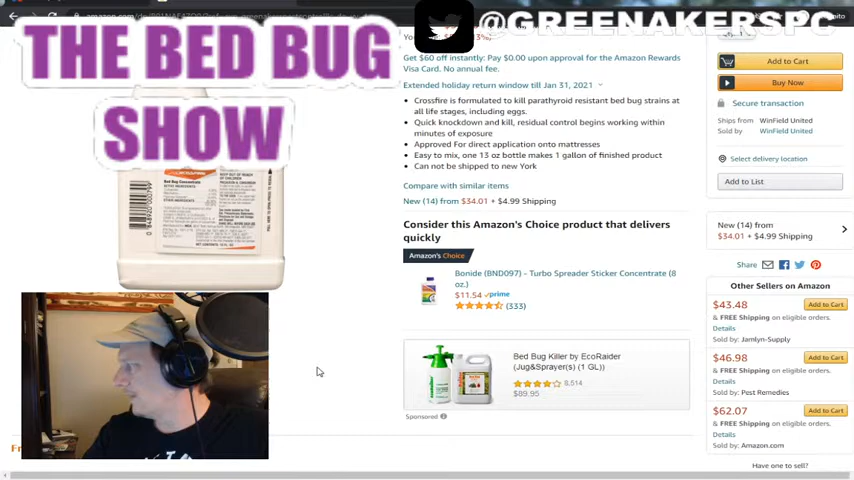 @GREENAKERSPC
THE BED BUG
SHOW
Get $60 off instantly: Pay $0.00 upon approval for the Amazon Rewards
Visa Card. No annual fee.
Extended holiday return window till Jan 31, 2021
• Crossfire is formulated to kill parathyroid resistant bed bug strains at
all life stages, including eggs.
• Quick knockdown and kill, residual control begins working within
minutes of exposure
• Approved For direct application onto mattresses
• Easy to mix, one 13 oz bottle makes 1 gallon of finished product
• Can not be shipped to new York
Compare with similar items
New (14) from $34.01 + $4.99 Shipping
Consider this Amazon's Choice product that delivers
quickly
Amazon's Choice
Bonide (BND097) - Turbo Spreader Sticker Concentrate (8
oz.)
$11.54 prime
(333)
Bed Bug Killer by EcoRaider
(Jug&Sprayer(s) (1 GL))
8,514
$89.95
Sponsored
Add to Cart
Buy Now
Secure transaction
Ships from WinField United
Sold by WinField United
Select delivery location
Add to List
New (14) from
$34.01 + $4.99 Shipping
Share
Other Sellers on Amazon
$43.48 Add to Cart
& FREE Shipping on eligible orders.
Details
Sold by: Jamlyn-Supply
$46.98 Add to Cart
& FREE Shipping on eligible orders.
Details
Sold by: Pest Remedies
$62.07 Add to Cart
& FREE Shipping on eligible orders.
Details
Sold by: Amazon.com
Have one to sell?
Bed Bug Concentrate